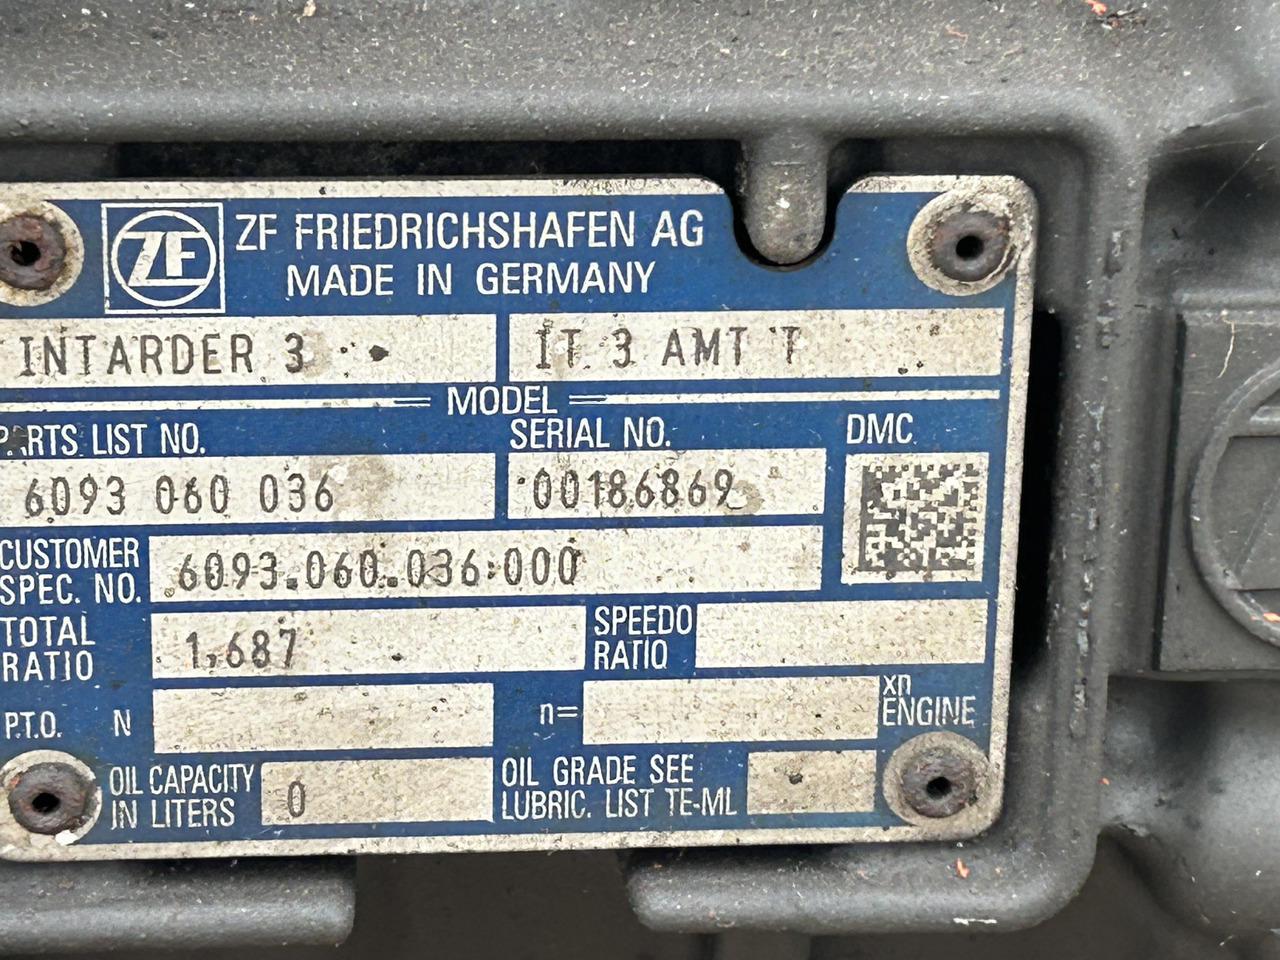 ZF
ZF FRIEDRICHSHAFEN AG
MADE IN GERMANY
INTARDER 3
IT 3 AMT T
MODEL
PARTS LIST NO.
SERIAL NO.
DMC
6093 060 036
00186869
CUSTOMER
SPEC. NO.
6093.060.036:000
TOTAL
RATIO
1,687
SPEEDO
RATIO
P.T.O. N
n=
xn
ENGINE
OIL CAPACITY
IN LITERS
0
OIL GRADE SEE
LUBRIC. LIST TE-ML